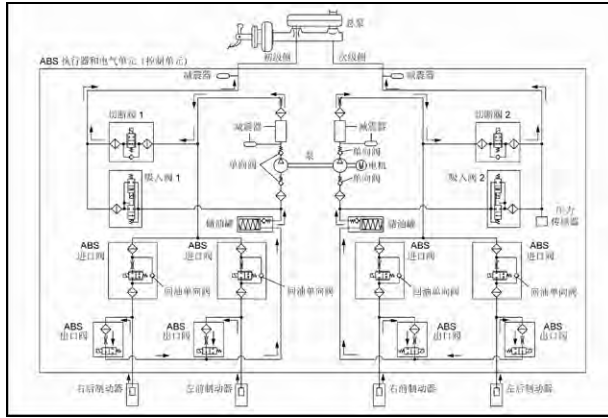 总泵
初级侧 次级侧
ABS 执行器和电气单元 (控制单元)
减震器 减震器
切断阀 1 切断阀 2
减震器 减震器
单向阀
单向阀 泵 电机
单向阀
吸入阀 1 吸入阀 2
储油罐 储油罐
压力
传感器
ABS
进口阀
ABS
进口阀
ABS
进口阀
ABS
进口阀
回油单向阀 回油单向阀 回油单向阀 回油单向阀
ABS
出口阀
ABS
出口阀
ABS
出口阀
ABS
出口阀
右后制动器 左前制动器 右前制动器 左后制动器